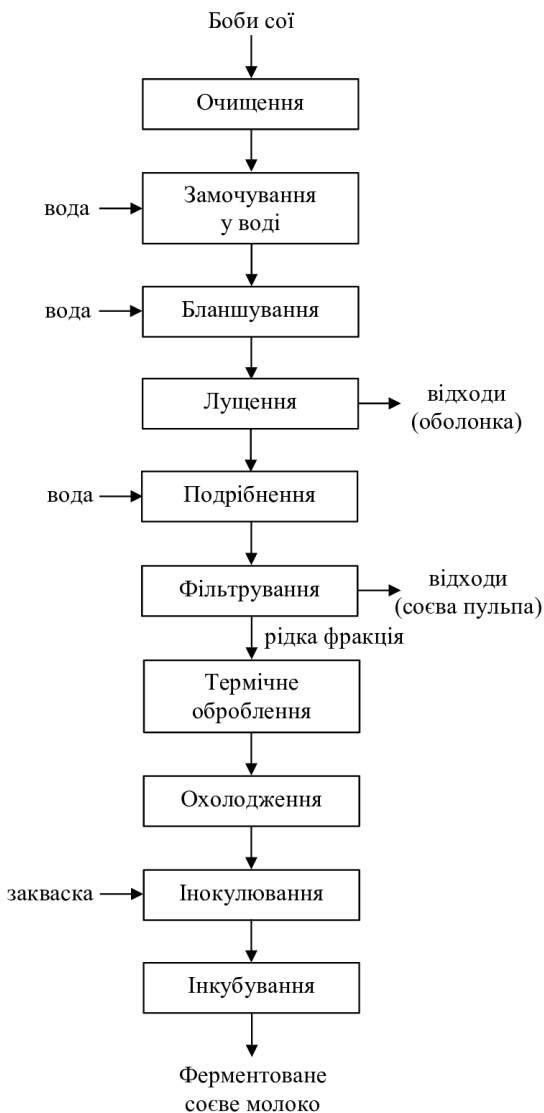 Боби сої
Очищення
вода
Замочування
у воді
вода
Бланшування
Лущення
відходи
(оболонка)
вода
Подрібнення
Фільтрування
відходи
(соєва пульпа)
рідка фракція
Термічне
оброблення
Охолодження
закваска
Інокулювання
Інкубування
Ферментоване
соєве молоко